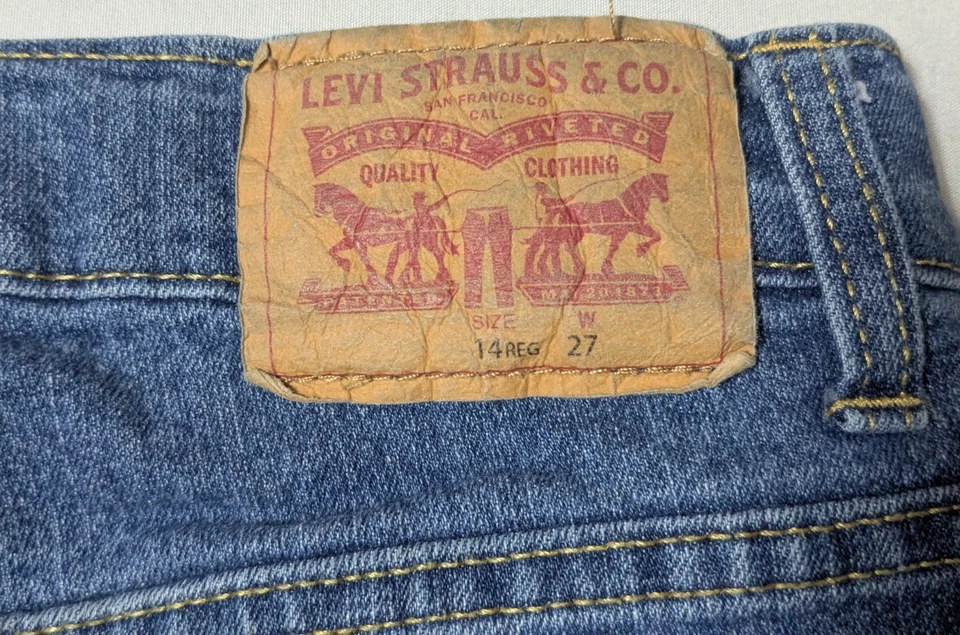 LEVI STRAUSS & CO.
SAN FRANCISCO
CAL.
ORIGINAL RIVETED
QUALITY CLOTHING
SIZE W
14 REG 27